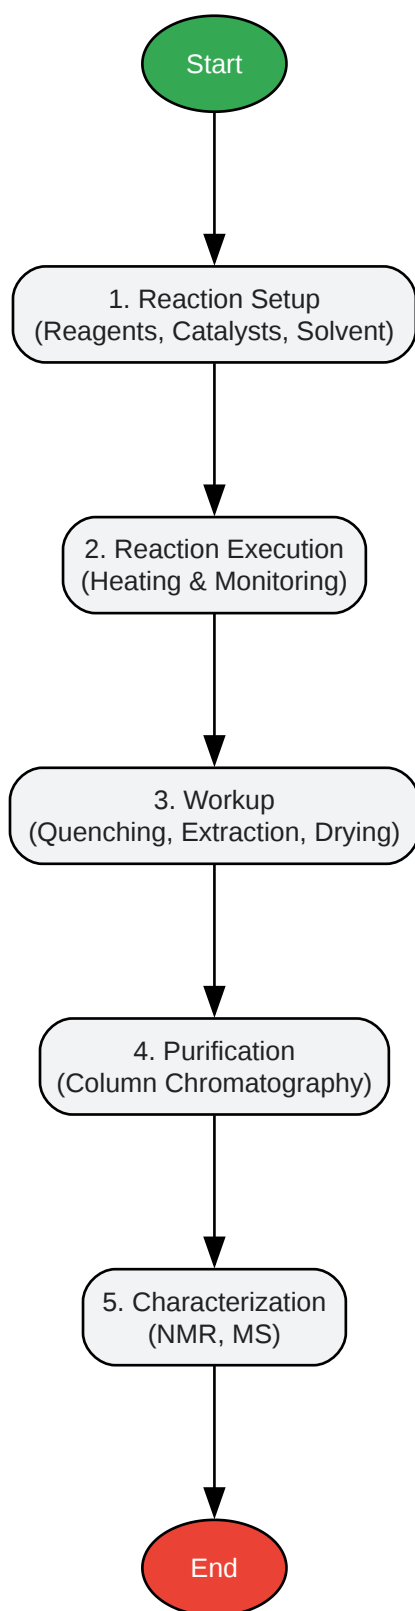 Start
1. Reaction Setup
(Reagents, Catalysts, Solvent)
2. Reaction Execution
(Heating & Monitoring)
3. Workup
(Quenching, Extraction, Drying)
4. Purification
(Column Chromatography)
5. Characterization
(NMR, MS)
End